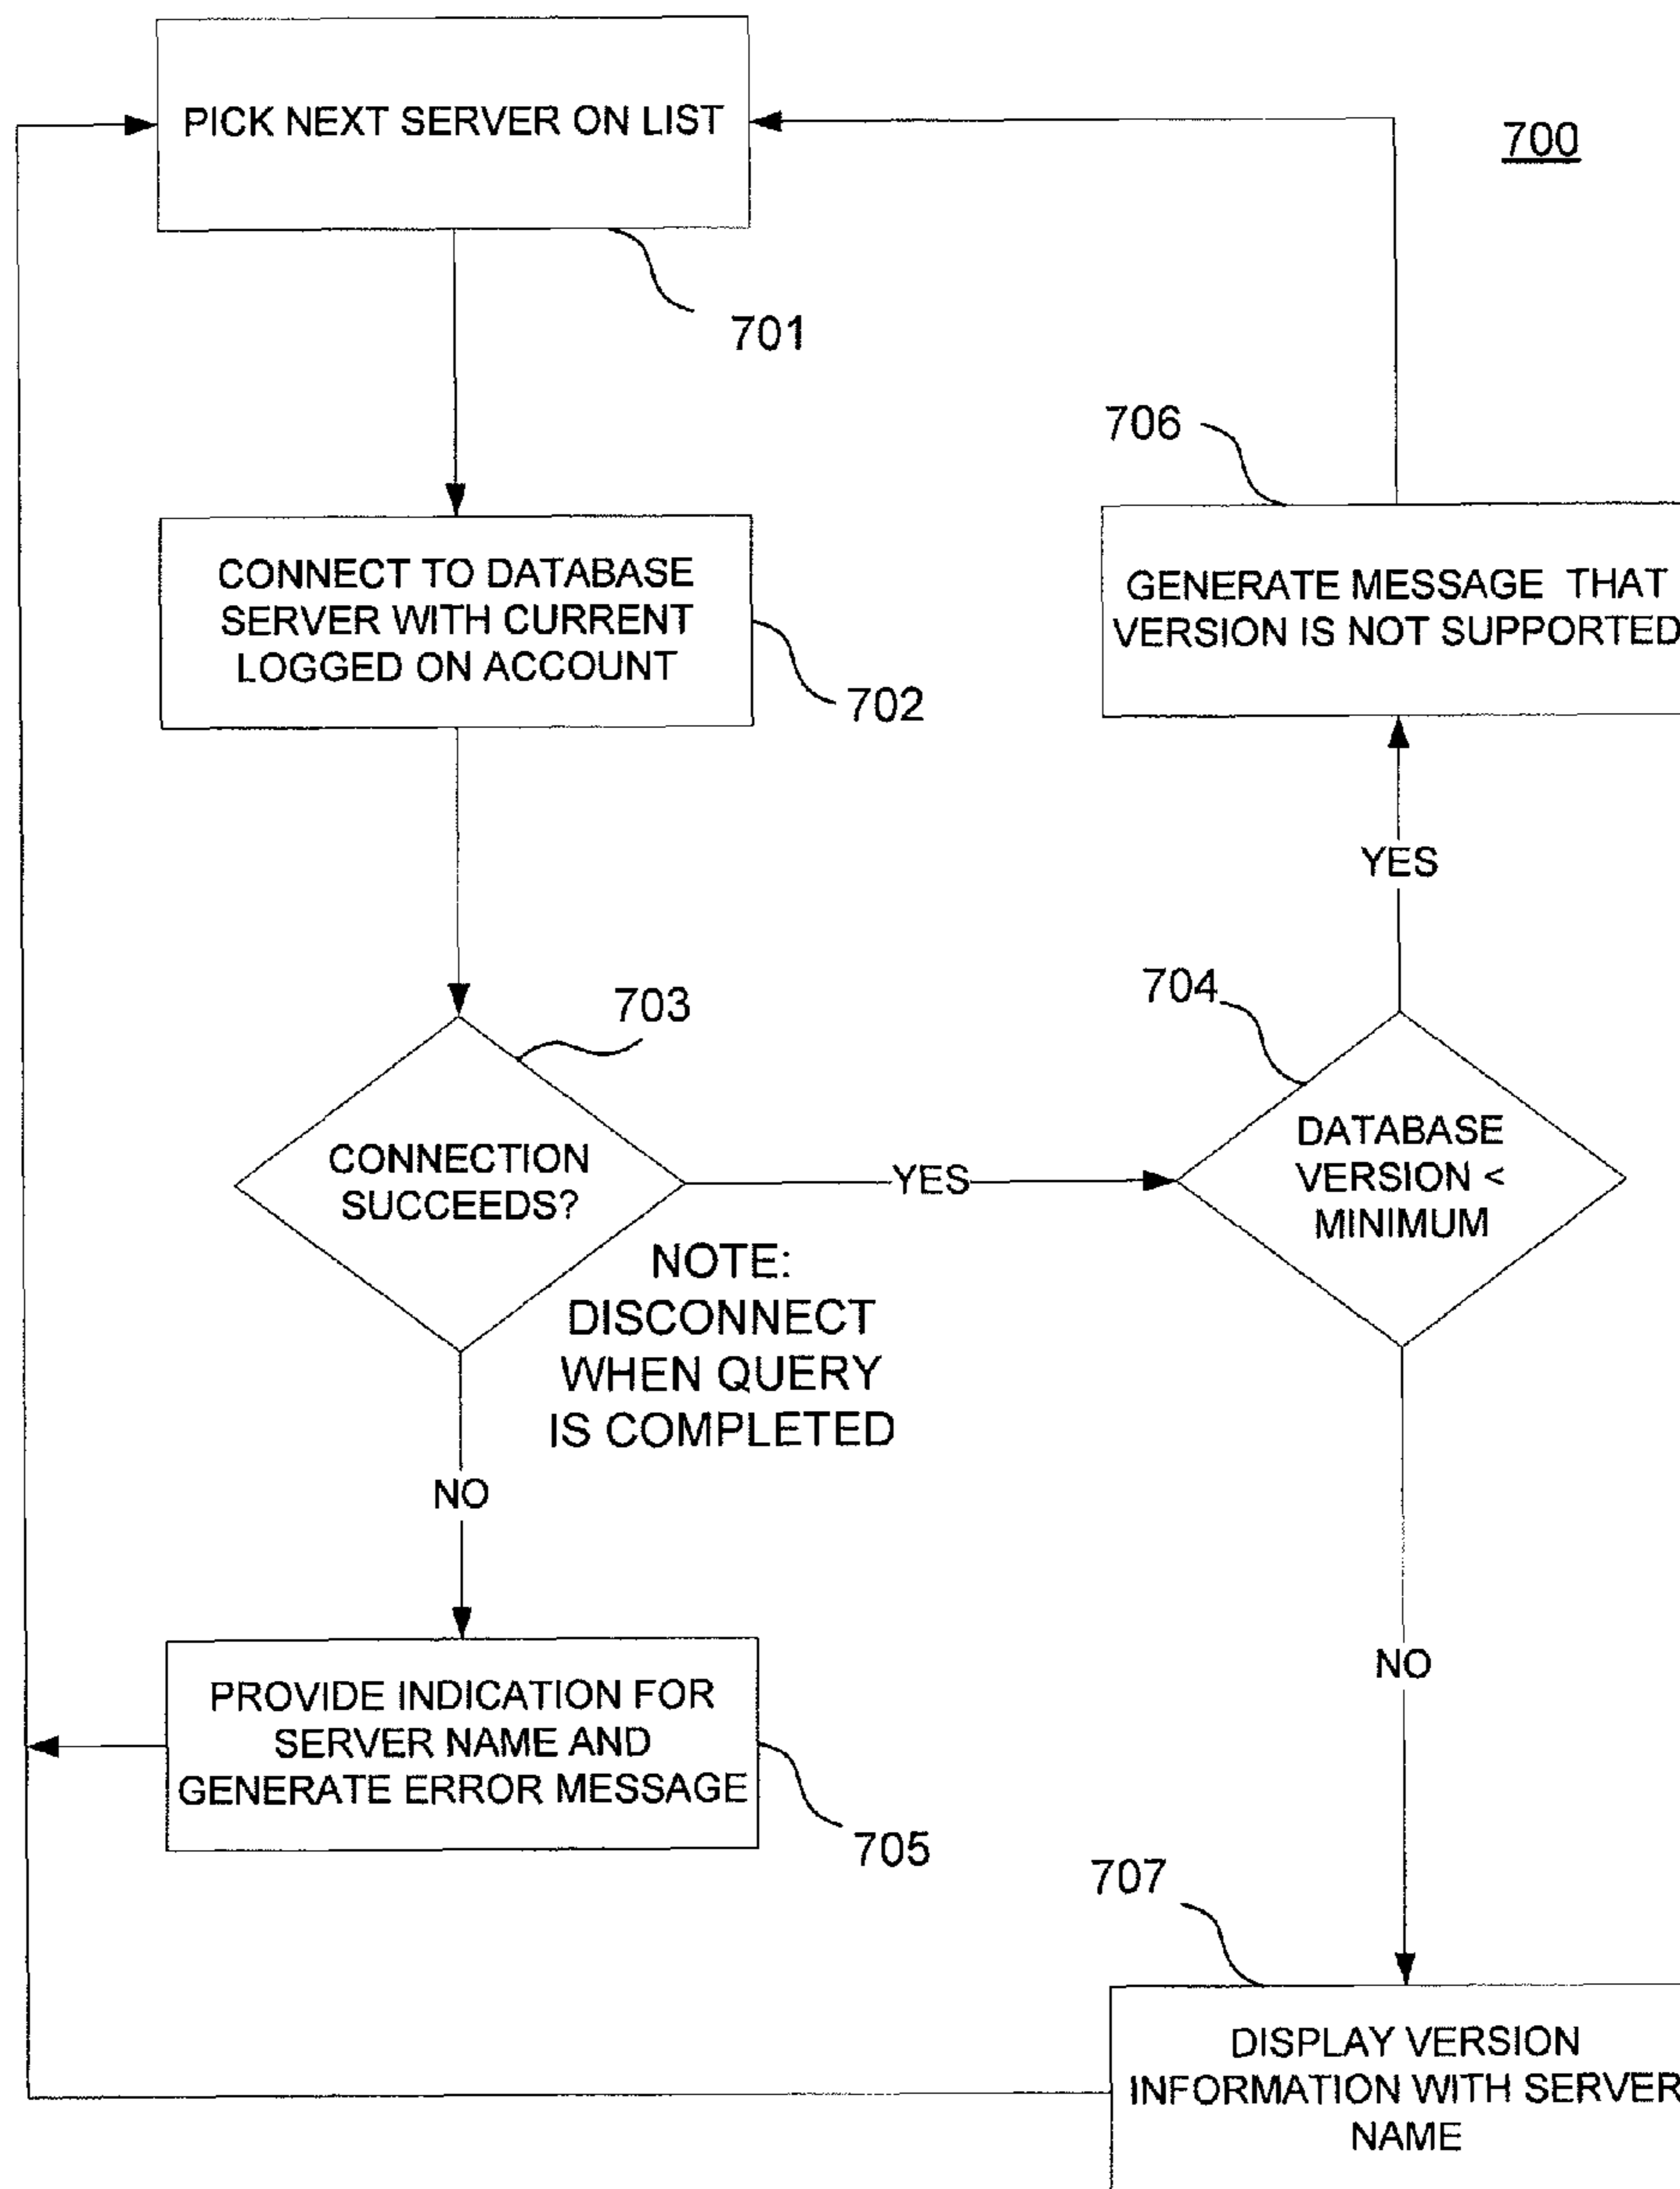 PICK NEXT SERVER ON LIST
700
701
CONNECT TO DATABASE
SERVER WITH CURRENT
LOGGED ON ACCOUNT
702
706
GENERATE MESSAGE THAT
VERSION IS NOT SUPPORTED
YES
703
CONNECTION
SUCCEEDS?
YES
704
DATABASE
VERSION <
MINIMUM
NOTE:
DISCONNECT
WHEN QUERY
IS COMPLETED
NO
NO
PROVIDE INDICATION FOR
SERVER NAME AND
GENERATE ERROR MESSAGE
705
707
DISPLAY VERSION
INFORMATION WITH SERVER
NAME